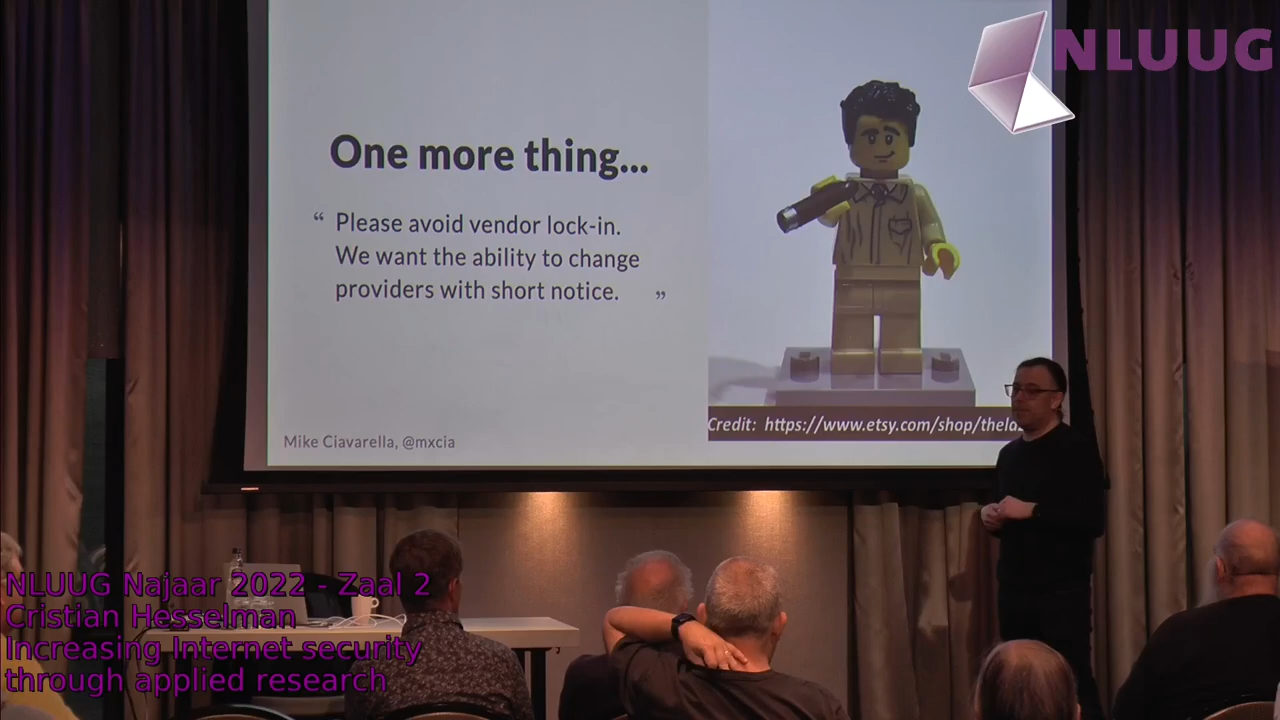 NLUUG
One more thing...
“ Please avoid vendor lock-in.
We want the ability to change
providers with short notice. ”
Credit: https://www.etsy.com/shop/
Mike Ciavarella, @mxcia
NLUUG Najaar 2022 - Zaal 2
Cristian Hesselman
Increasing Internet security
through applied research